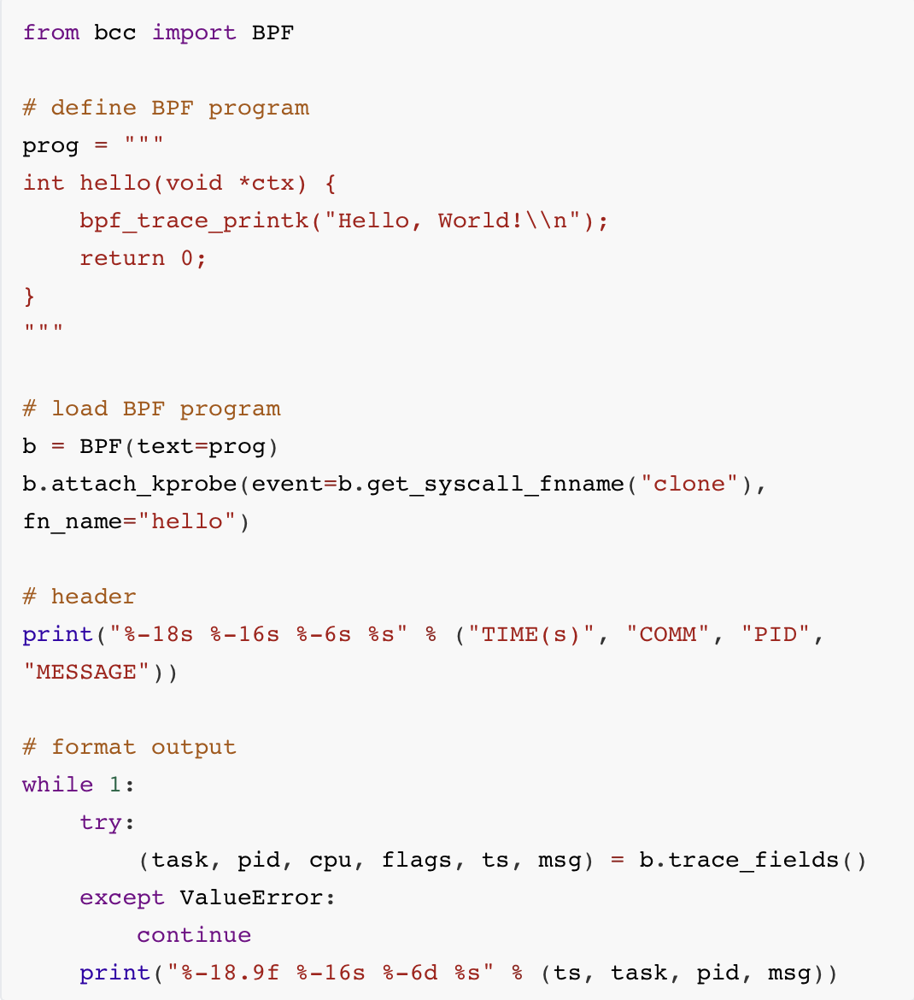 from bcc import BPF

# define BPF program
prog = """
int hello(void *ctx) {
    bpf_trace_printk("Hello, World!\\n");
    return 0;
}
"""

# load BPF program
b = BPF(text=prog)
b.attach_kprobe(event=b.get_syscall_fnname("clone"),
fn_name="hello")

# header
print("%-18s %-16s %-6s %s" % ("TIME(s)", "COMM", "PID",
"MESSAGE"))

# format output
while 1:
    try:
        (task, pid, cpu, flags, ts, msg) = b.trace_fields()
    except ValueError:
        continue
    print("%-18.9f %-16s %-6d %s" % (ts, task, pid, msg))